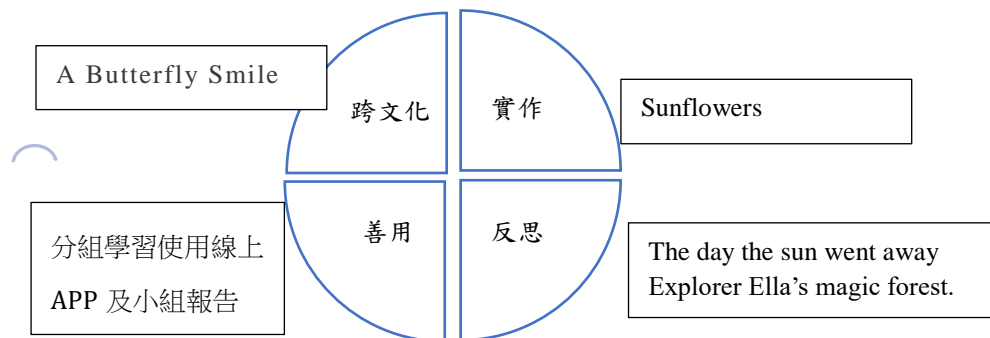 A Butterfly Smile
跨文化
實作
Sunflowers
分組學習使用線上
APP 及小組報告
善用
反思
The day the sun went away
Explorer Ella’s magic forest.